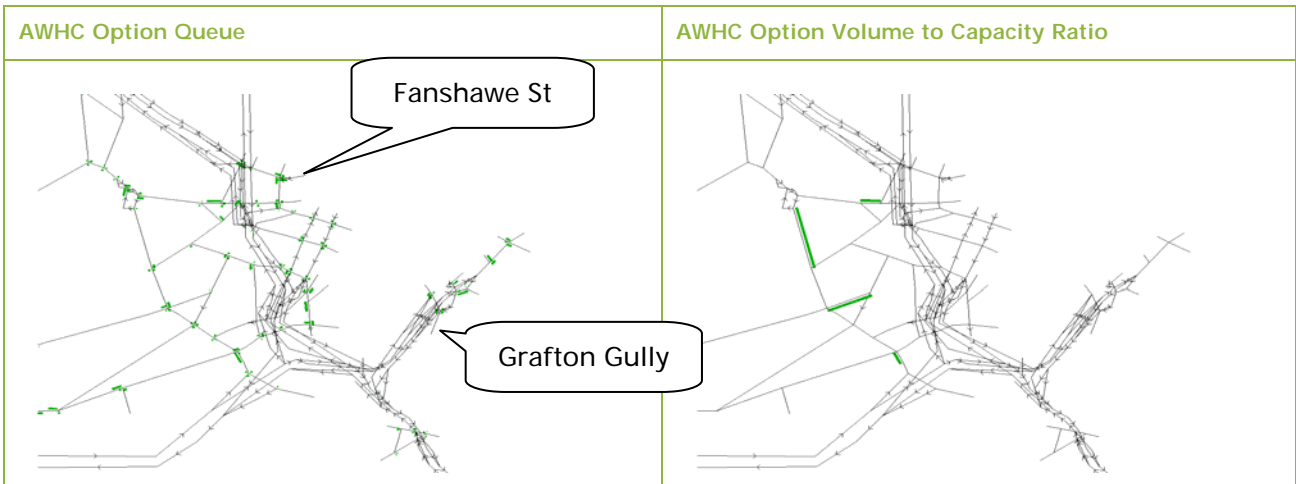 AWHC Option Queue
AWHC Option Volume to Capacity Ratio
Fanshawe St
Grafton Gully